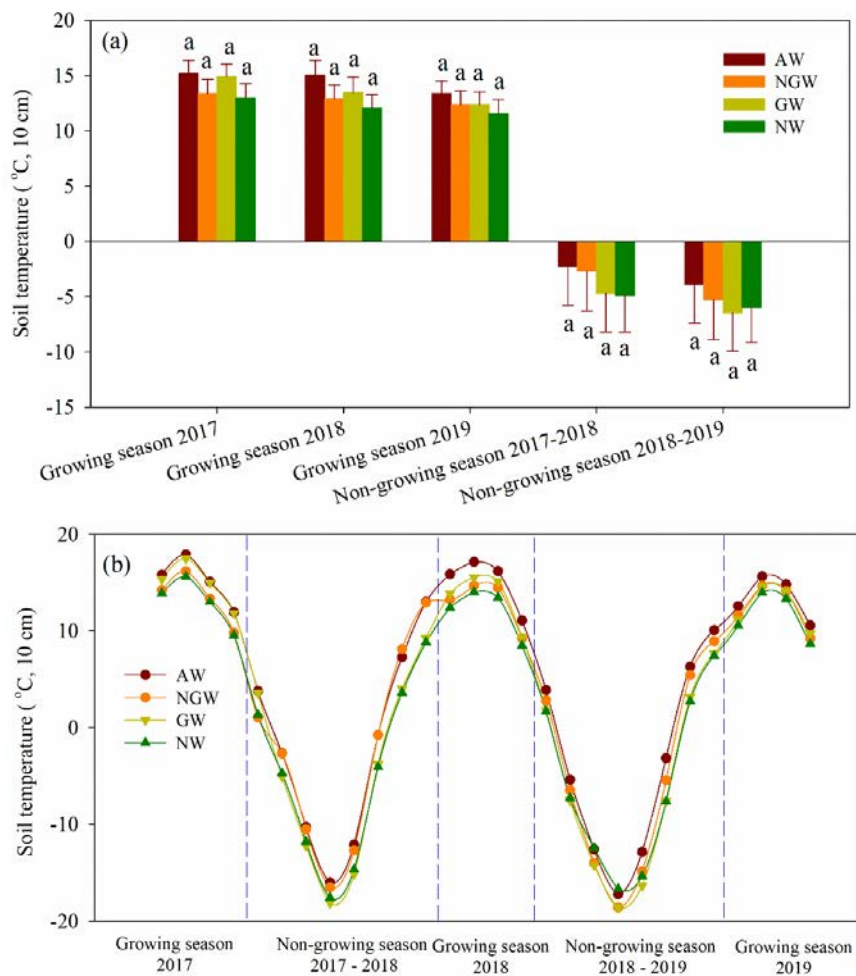 (a)
20
15
10
5
0
-5
-10
-15
Soil temperature ( °C, 10 cm)
a a a a a a a a a a a a
a a a a a a a a
AW
NGW
GW
NW
Growing season 2017
Growing season 2018
Growing season 2019
Non-growing season 2017-2018
Non-growing season 2018-2019
(b)
20
10
0
-10
-20
Soil temperature ( °C, 10 cm)
AW
NGW
GW
NW
Growing season
2017
Non-growing season
2017 - 2018
Growing season
2018
Non-growing season
2018 - 2019
Growing season
2019